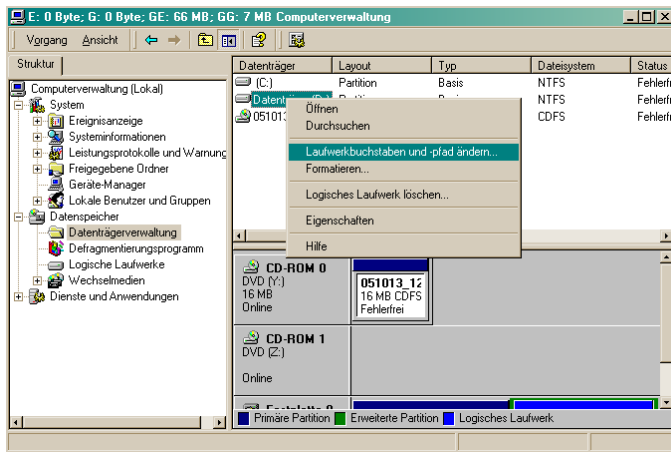 E: 0 Byte; G: 0 Byte; GE: 66 MB; GG: 7 MB Computerverwaltung
Vorgang Ansicht
Struktur
Computerverwaltung (Lokal)
System
Ereignisanzeige
Systeminformationen
Leistungsprotokolle und Warnung
Freigegebene Ordner
Geräte-Manager
Lokale Benutzer und Gruppen
Datenspeicher
Datenträgerverwaltung
Defragmentierungsprogramm
Logische Laufwerke
Wechselmedien
Dienste und Anwendungen
Datenträger Layout Typ Dateisystem Status
(C:) Partition Basis NTFS Fehlerfr
NTFS Fehlerfr
051013 CDFS Fehlerfr
Öffnen
Durchsuchen
Laufwerkbuchstaben und -pfad ändern...
Formatieren...
Logisches Laufwerk löschen...
Eigenschaften
Hilfe
CD-ROM 0
DVD (Y:)
16 MB
Online
051013_12
16 MB CDFS
Fehlerfrei
CD-ROM 1
DVD (Z:)
Online
Primäre Partition Erweiterte Partition Logisches Laufwerk